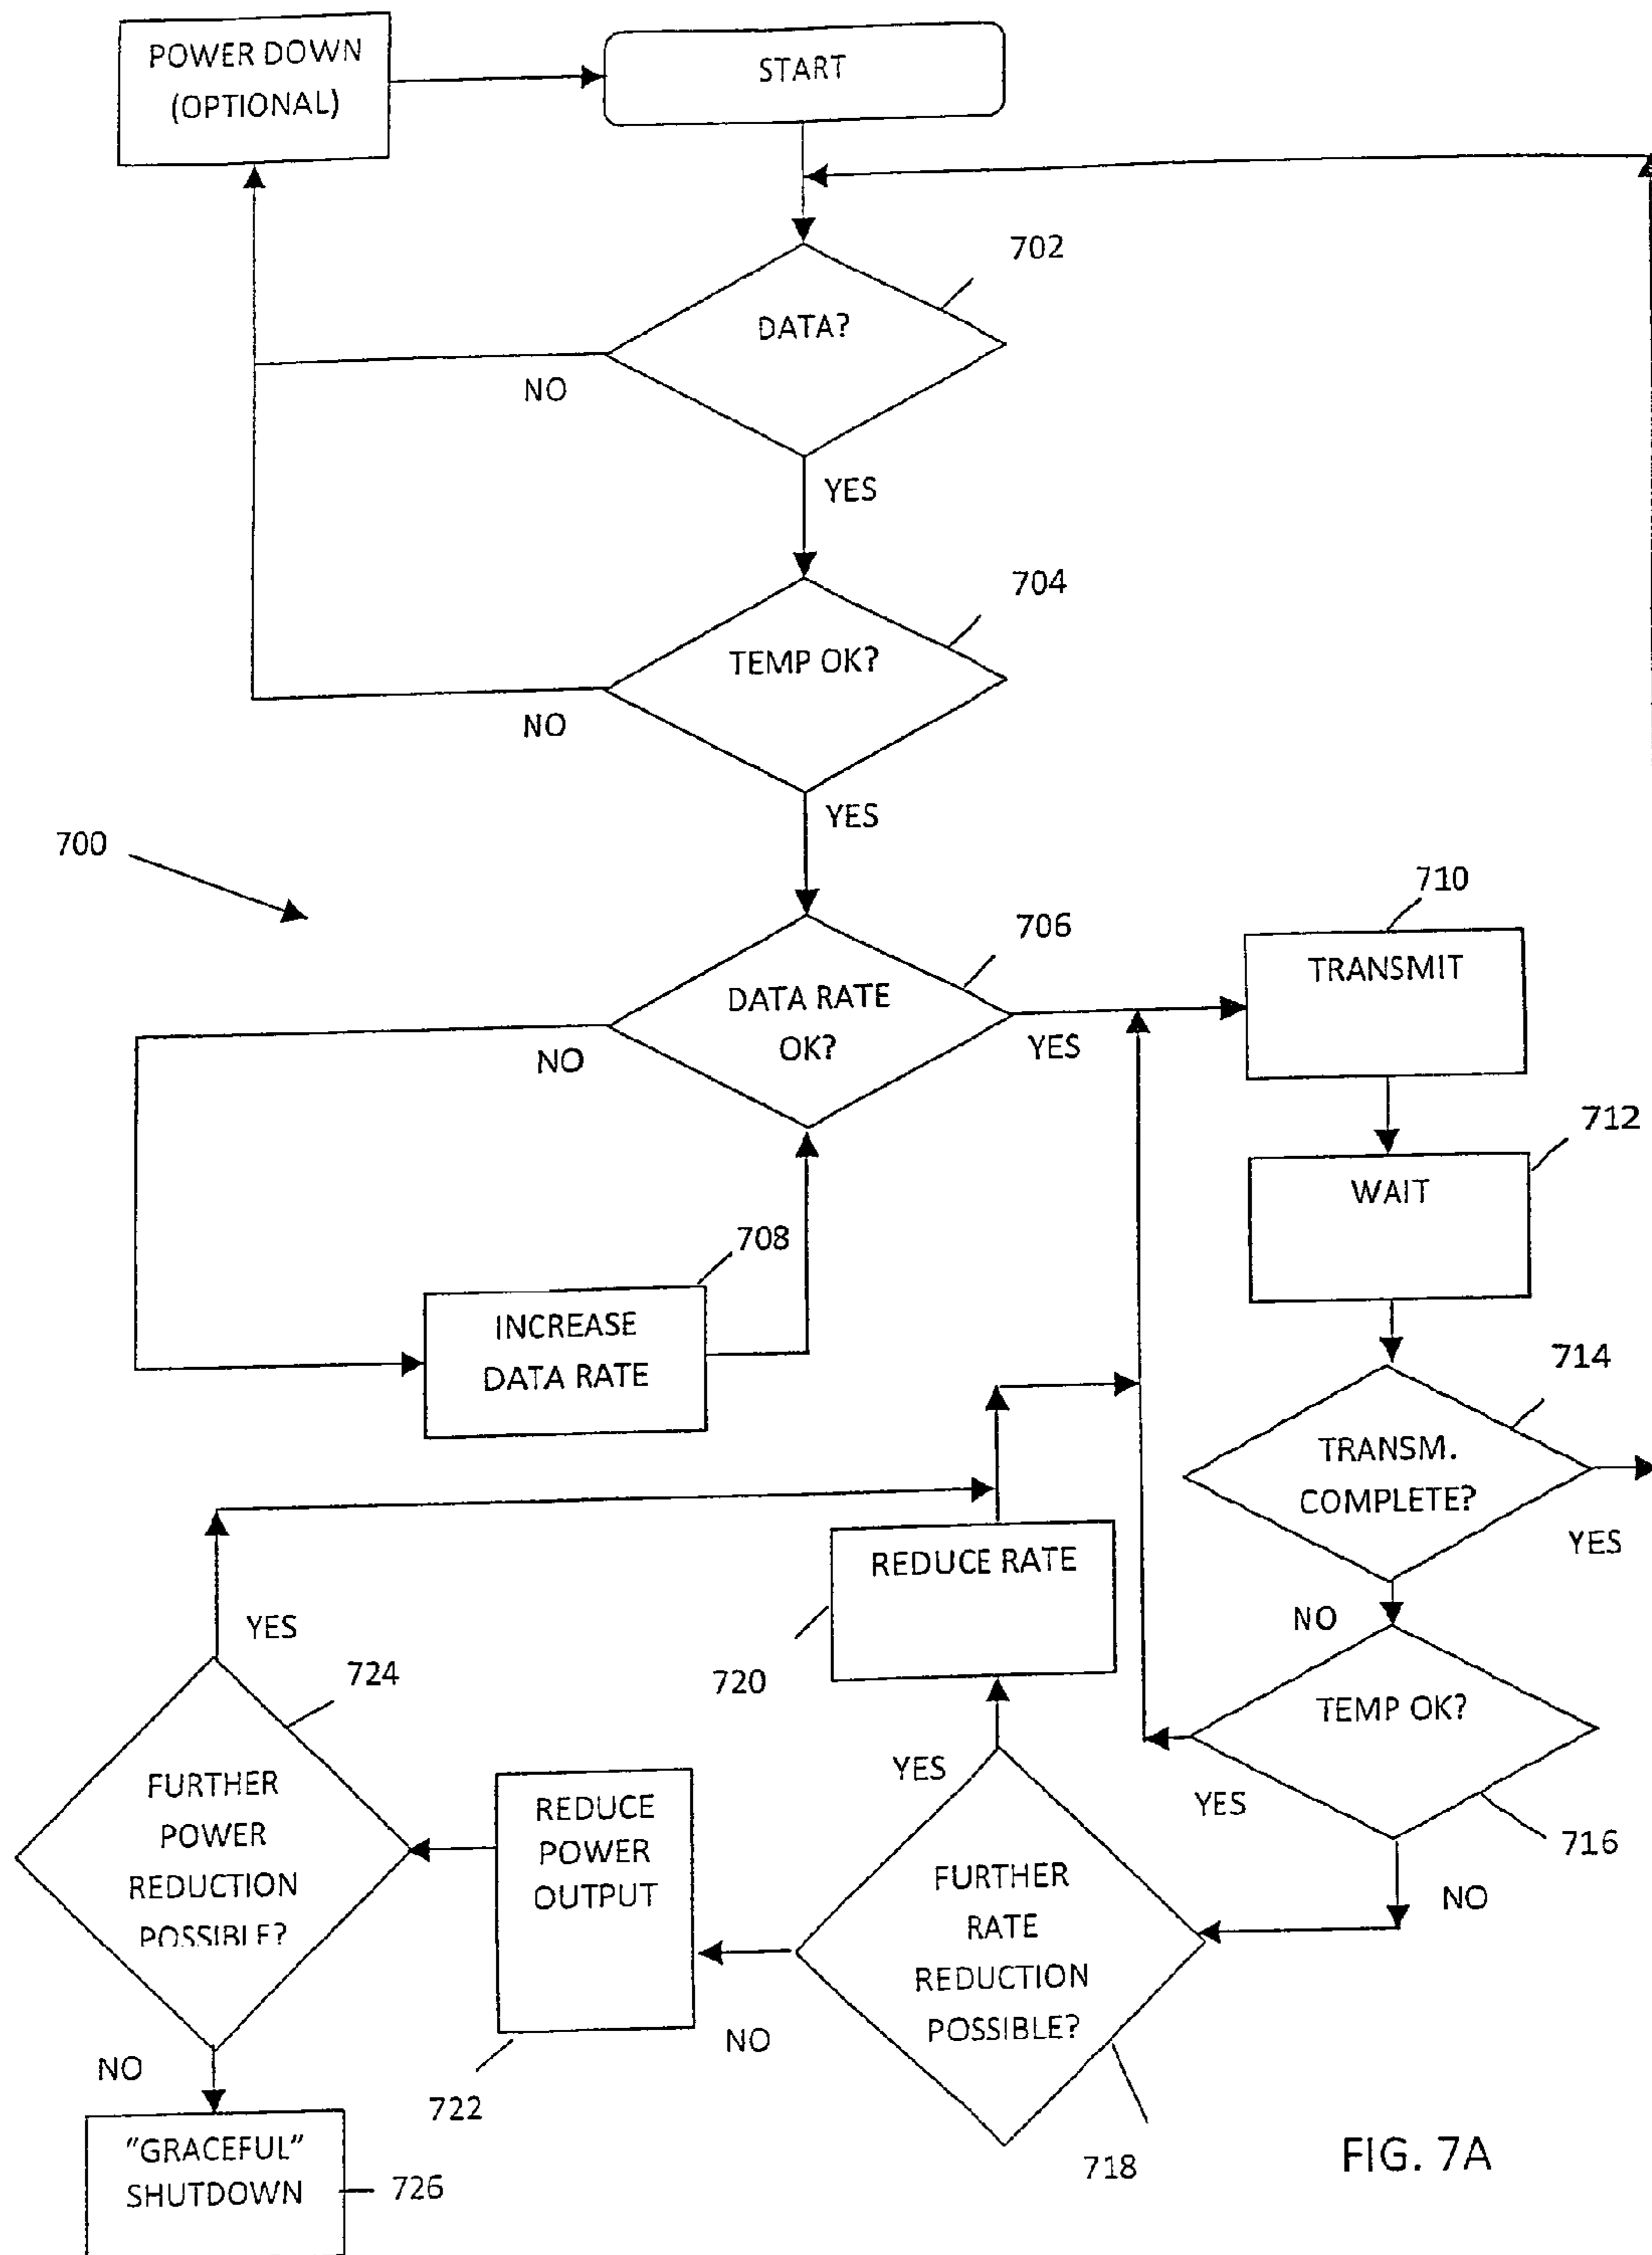 POWER DOWN
(OPTIONAL)
START
702
DATA?
NO
YES
704
TEMP OK?
NO
YES
700
706
DATA RATE
OK?
NO
YES
710
TRANSMIT
712
WAIT
708
INCREASE
DATA RATE
714
TRANSM.
COMPLETE?
YES
NO
REDUCE RATE
720
TEMP OK?
YES
716
NO
YES
724
FURTHER
POWER
REDUCTION
POSSIBLE?
REDUCE
POWER
OUTPUT
722
YES
FURTHER
RATE
REDUCTION
POSSIBLE?
NO
718
NO
"GRACEFUL"
SHUTDOWN
726
FIG. 7A